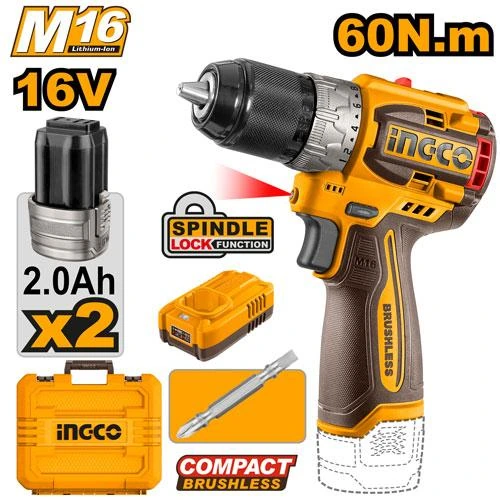 M16
Lithium-Ion
60N.m
16V
INGCO
SPINDLE
LOCK FUNCTION
M16
2.0Ah
x2
BRUSHLESS
INGCO
COMPACT
BRUSHLESS